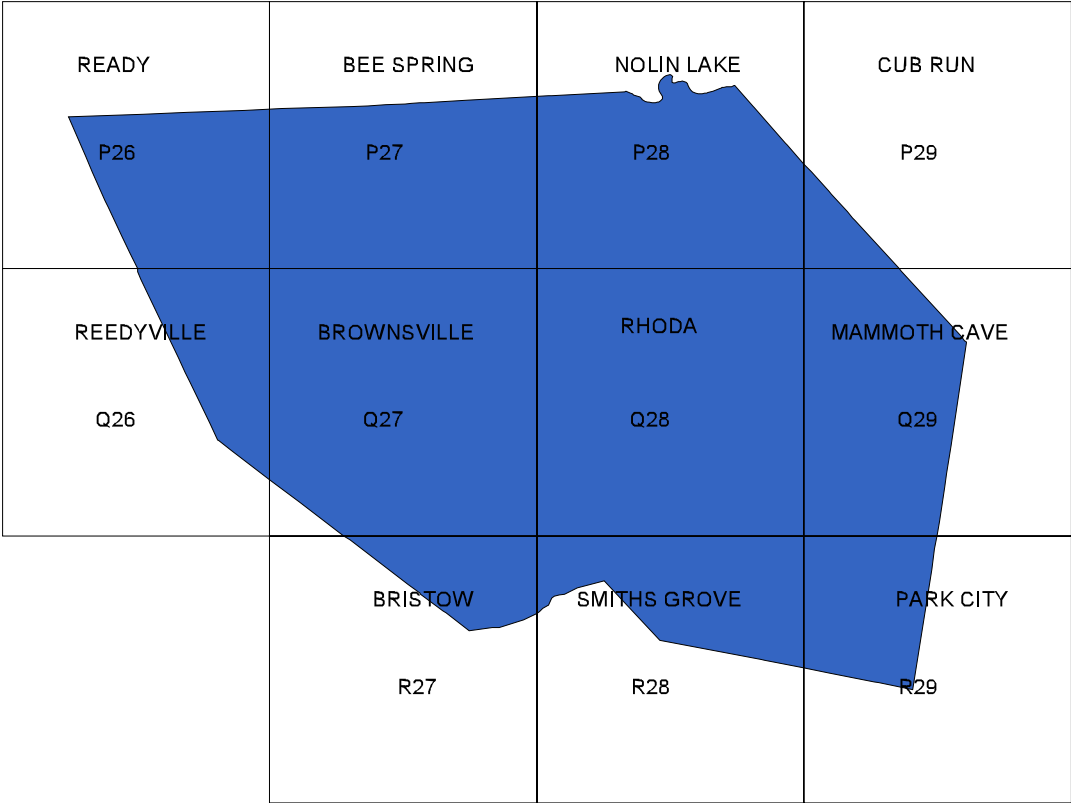 READY BEE SPRING NOLIN LAKE CUB RUN
P26 P27 P28 P29
REEDYVILLE BROWNSVILLE RHODA MAMMOTH CAVE
Q26 Q27 Q28 Q29
BRISTOW SMITHS GROVE PARK CITY
R27 R28 R29